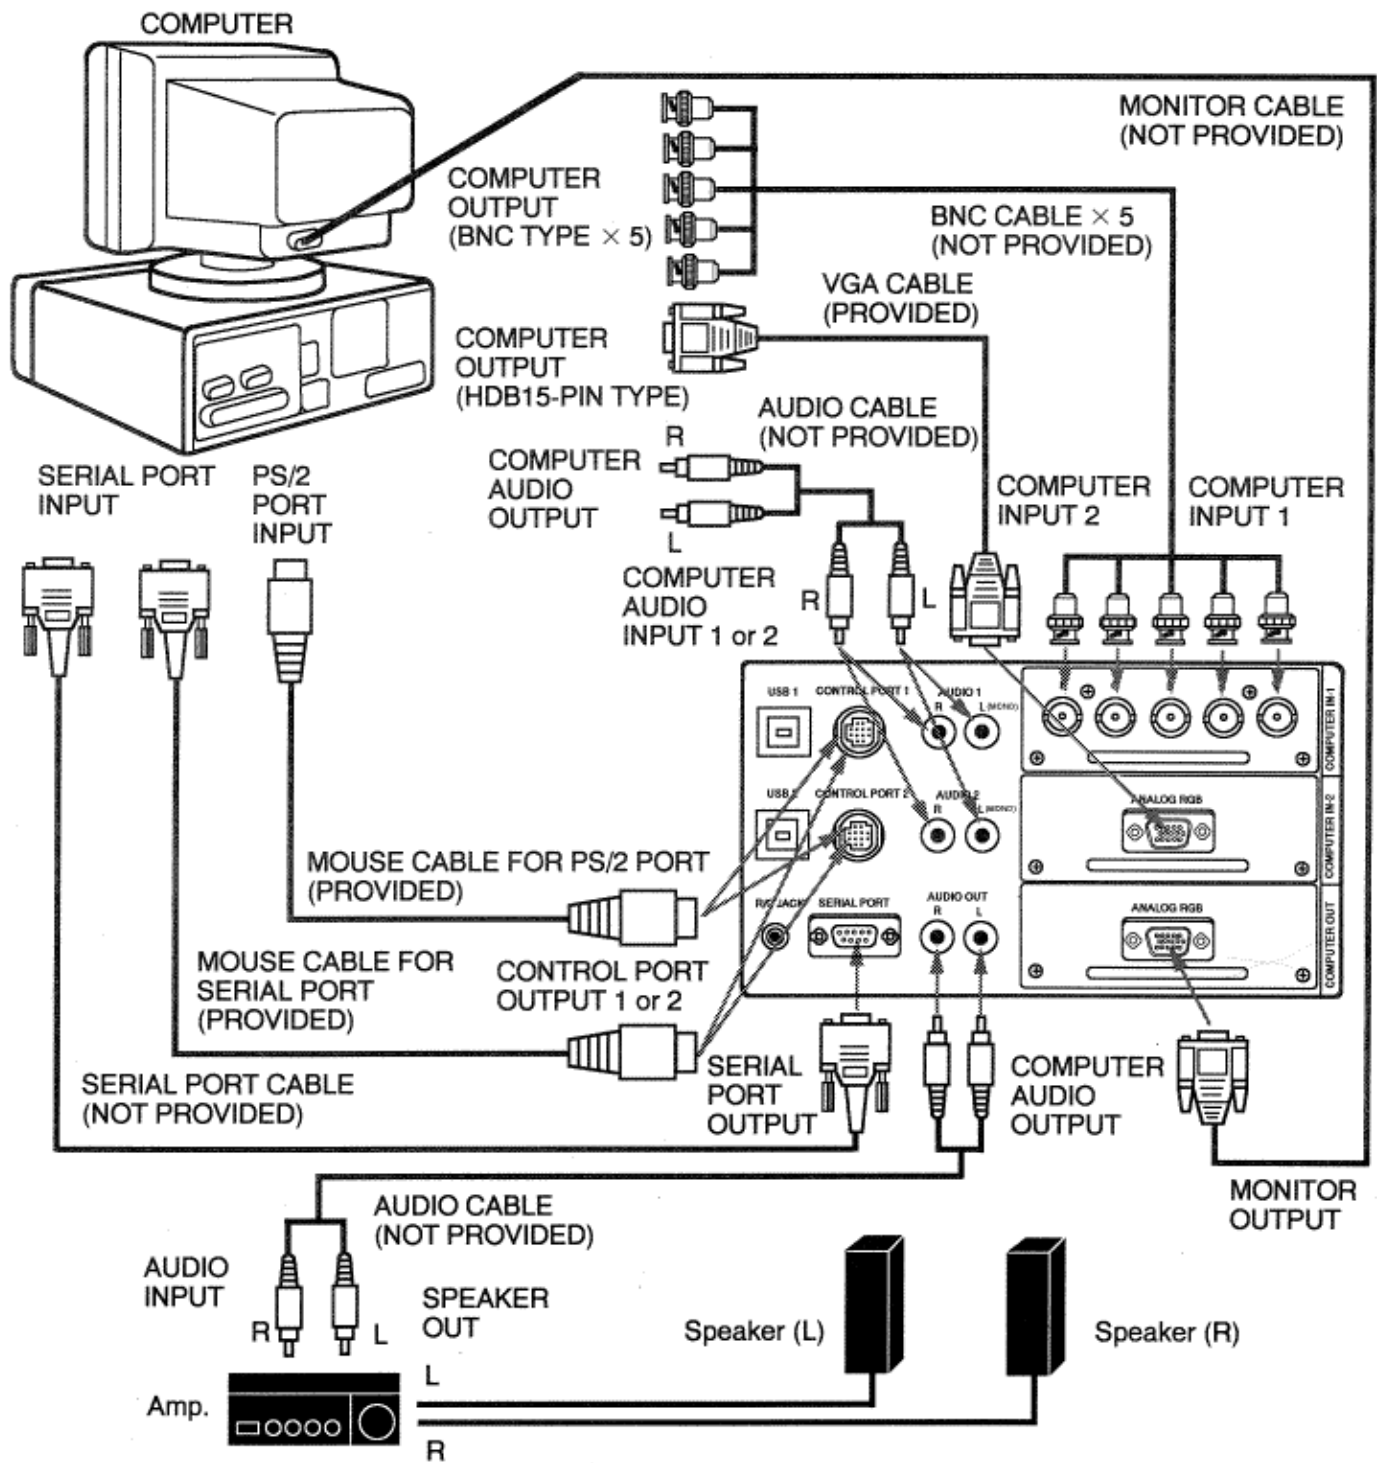 COMPUTER
MONITOR CABLE
(NOT PROVIDED)
COMPUTER
OUTPUT
(BNC TYPE × 5)
BNC CABLE × 5
(NOT PROVIDED)
VGA CABLE
(PROVIDED)
COMPUTER
OUTPUT
(HDB15-PIN TYPE)
AUDIO CABLE
(NOT PROVIDED)
R
COMPUTER
AUDIO
OUTPUT
L
SERIAL PORT
INPUT
PS/2
PORT
INPUT
COMPUTER
INPUT 2
COMPUTER
INPUT 1
COMPUTER
AUDIO
INPUT 1 or 2
R
L
USB 1
CONTROL PORT 1
AUDIO 1
R
L (MONO)
COMPUTER IN-1
USB 2
CONTROL PORT 2
AUDIO 2
R
L (MONO)
ANALOG RGB
COMPUTER IN-2
MOUSE CABLE FOR PS/2 PORT
(PROVIDED)
R/C JACK
SERIAL PORT
AUDIO OUT
R
L
ANALOG RGB
COMPUTER OUT
MOUSE CABLE FOR
SERIAL PORT
(PROVIDED)
CONTROL PORT
OUTPUT 1 or 2
SERIAL PORT CABLE
(NOT PROVIDED)
SERIAL
PORT
OUTPUT
COMPUTER
AUDIO
OUTPUT
MONITOR
OUTPUT
AUDIO CABLE
(NOT PROVIDED)
AUDIO
INPUT
R
L
SPEAKER
OUT
Speaker (L)
Speaker (R)
L
Amp.
R